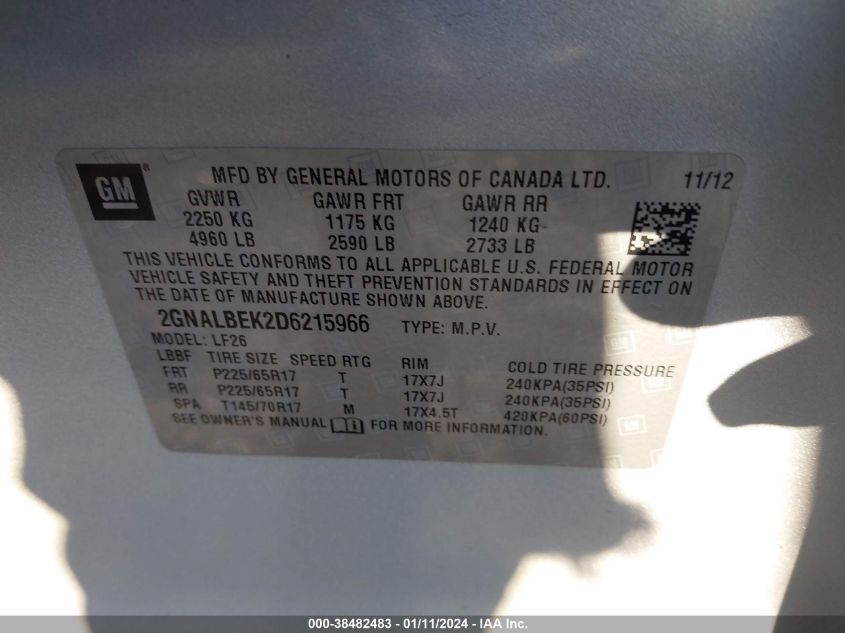 GM ® MFD BY GENERAL MOTORS OF CANADA LTD. 11/12
GVWR GAWR FRT GAWR RR
2250 KG 1175 KG 1240 KG
4960 LB 2590 LB 2733 LB
THIS VEHICLE CONFORMS TO ALL APPLICABLE U.S. FEDERAL MOTOR
VEHICLE SAFETY AND THEFT PREVENTION STANDARDS IN EFFECT ON
THE DATE OF MANUFACTURE SHOWN ABOVE.
2GNALBEK2D6215966 TYPE: M.P.V.
MODEL: LF26
LBBF TIRE SIZE SPEED RTG RIM COLD TIRE PRESSURE
FRT P225/65R17 T 17X7J 240KPA(35PSI)
RR P225/65R17 T 17X7J 240KPA(35PSI)
SPA T145/70R17 M 17X4.5T 420KPA(60PSI)
SEE OWNER'S MANUAL FOR MORE INFORMATION.
000-38482483 - 01/11/2024 - IAA Inc.